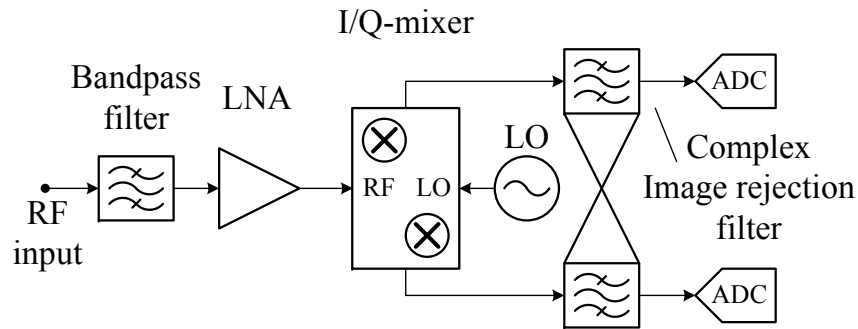 I/Q-mixer
Bandpass
filter
LNA
LO
ADC
Complex
Image rejection
filter
RF
LO
RF
input
ADC